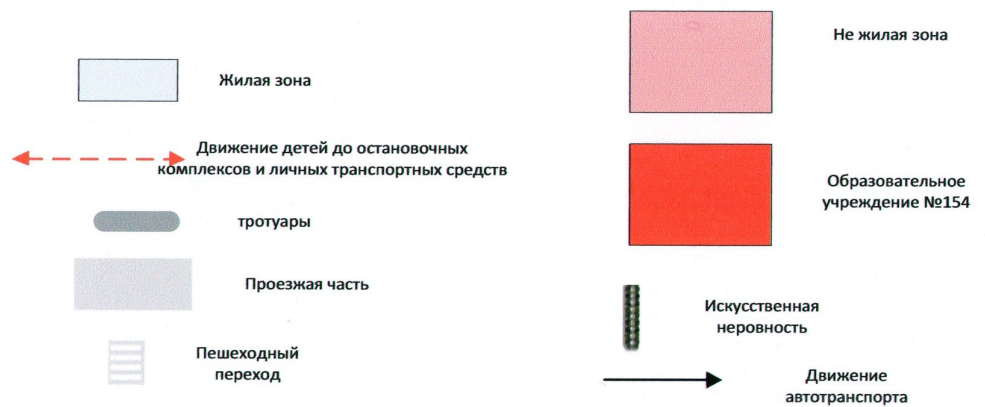 Жилая зона
Движение детей до остановочных
комплексов и личных транспортных средств
тротуары
Проезжая часть
Пешеходный
переход
Не жилая зона
Образовательное
учреждение №154
Искусственная
неровность
Движение
автотранспорта